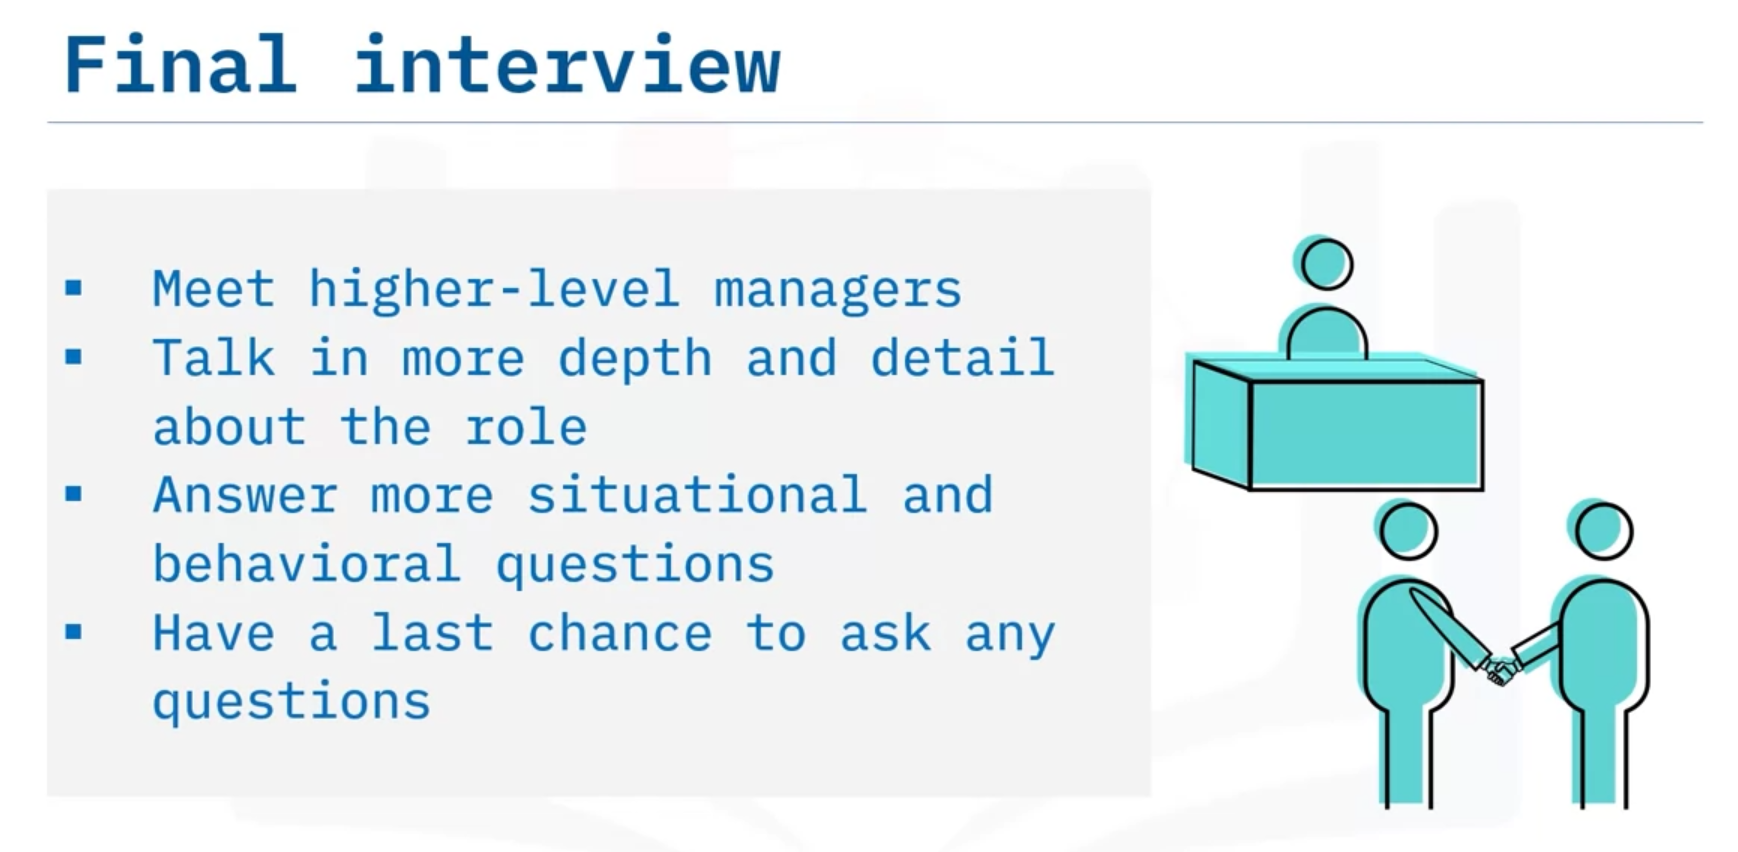 Final interview
▪ Meet higher-level managers
▪ Talk in more depth and detail
about the role
▪ Answer more situational and
behavioral questions
▪ Have a last chance to ask any
questions